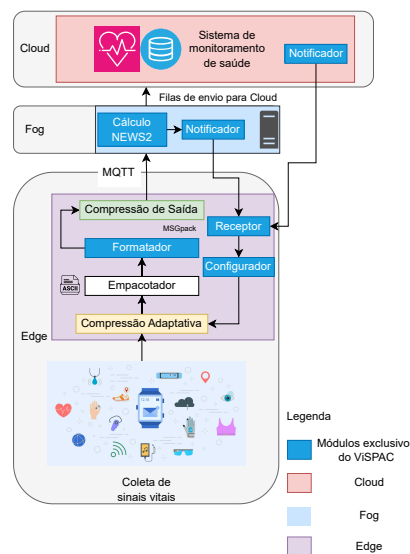 Cloud
Sistema de
monitoramento
de saúde
Notificador
Filas de envio para Cloud
Fog
Cálculo
NEWS2
Notificador
MQTT
Compressão de Saída
MSGpack
Receptor
Formatador
Configurador
ASCII
Empacotador
Compressão Adaptativa
Edge
Coleta de
sinais vitais
Legenda
Módulos exclusivo
do ViSPAC
Cloud
Fog
Edge